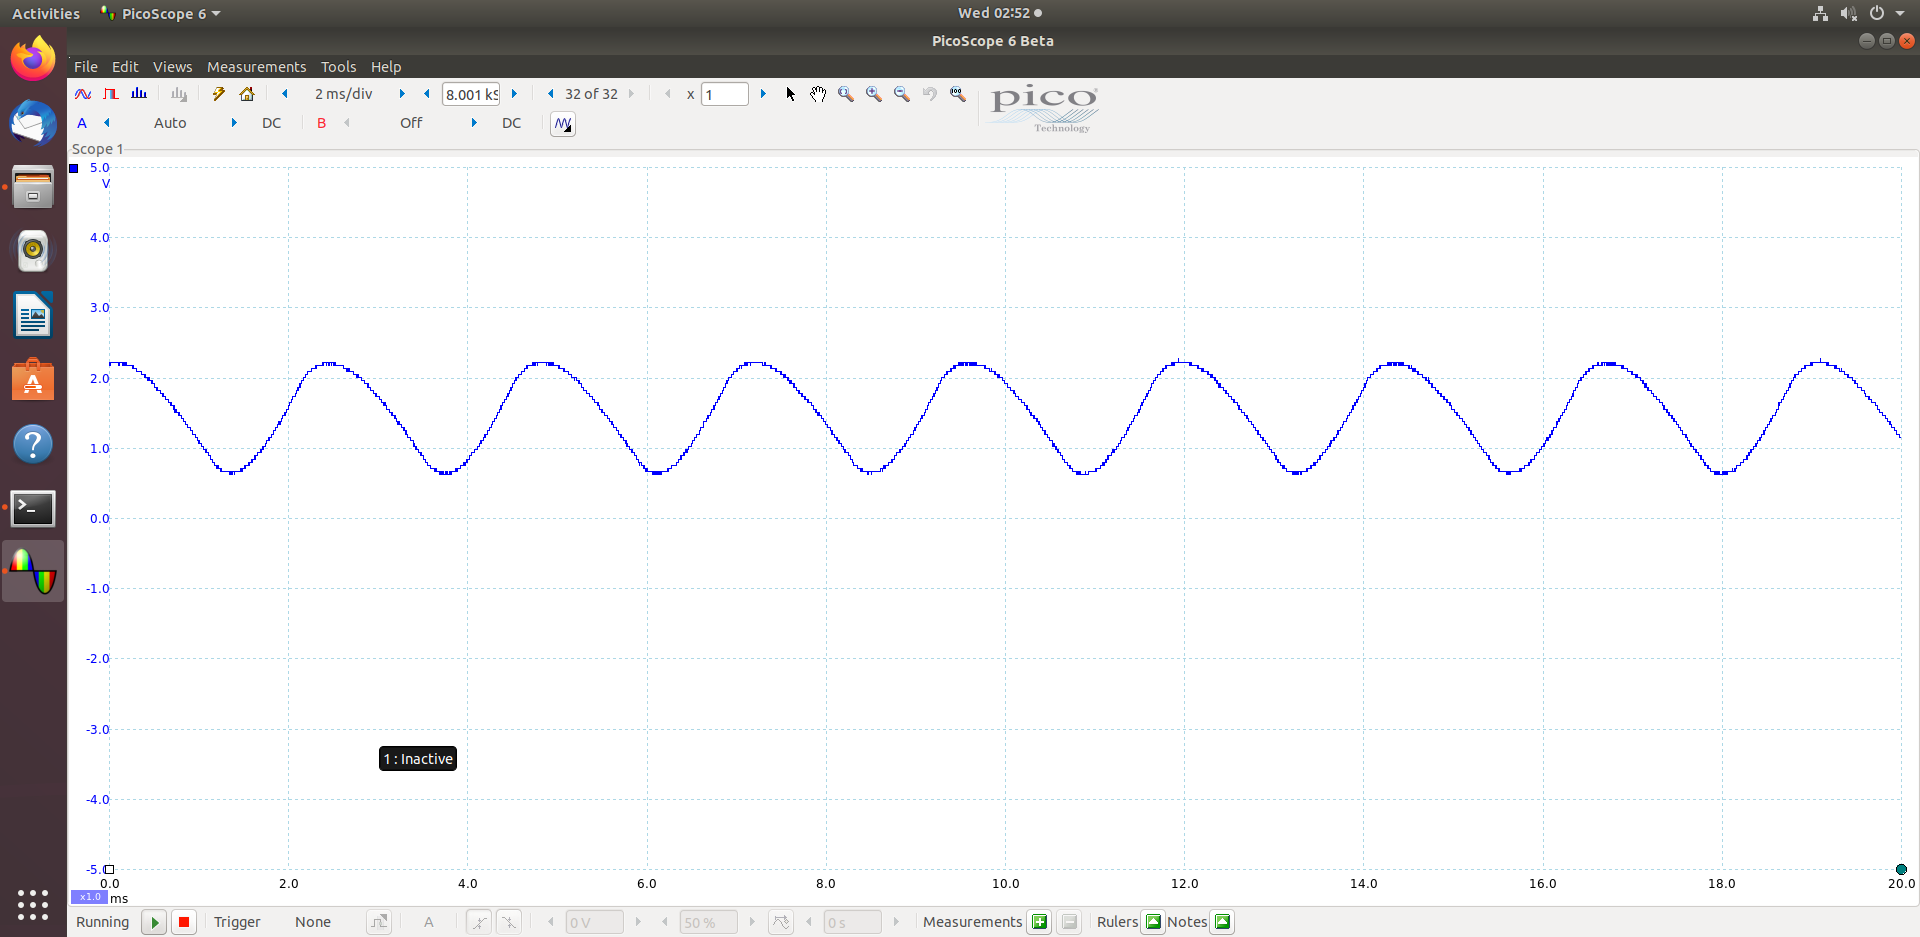 Activities PicoScope 6 Wed 02:52
PicoScope 6 Beta
File Edit Views Measurements Tools Help
2 ms/div 8.001 kS 32 of 32 x 1
pico
Technology
A Auto DC B Off DC
Scope 1
5.0
V
4.0
3.0
2.0
1.0
0.0
-1.0
-2.0
-3.0
1 : Inactive
-4.0
-5.0
0.0 2.0 4.0 6.0 8.0 10.0 12.0 14.0 16.0 18.0 20.0
x1.0 ms
Running Trigger None A 0 V 50 % 0 s Measurements Rulers Notes